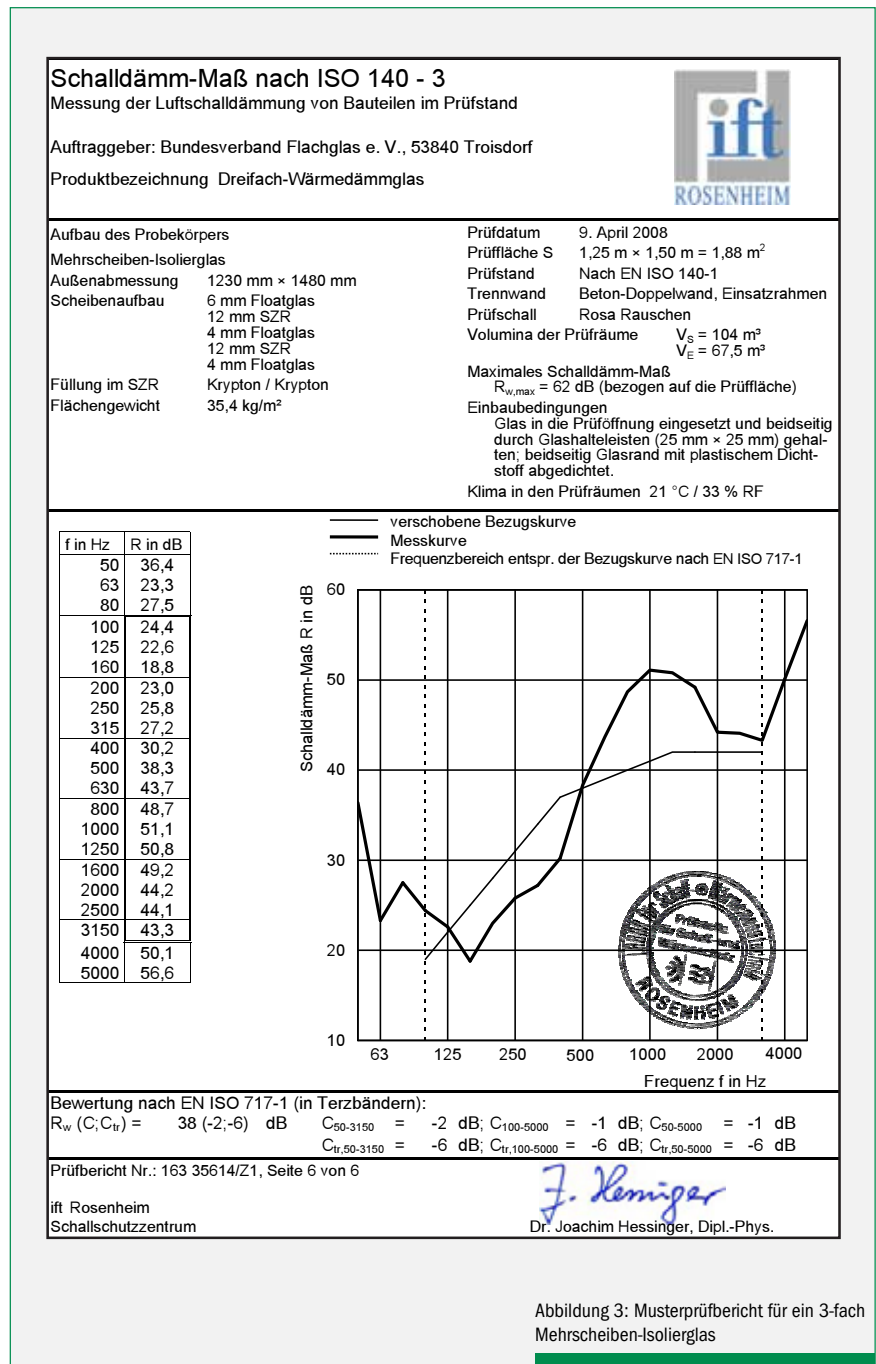 Schalldämm-Maß nach ISO 140 - 3
Messung der Luftschalldämmung von Bauteilen im Prüfstand
Auftraggeber: Bundesverband Flachglas e. V., 53840 Troisdorf
Produktbezeichnung Dreifach-Wärmedämmglas
ift
ROSENHEIM
Aufbau des Probekörpers
Mehrscheiben-Isolierglas
Außenabmessung 1230 mm × 1480 mm
Scheibenaufbau 6 mm Floatglas
12 mm SZR
4 mm Floatglas
12 mm SZR
4 mm Floatglas
Füllung im SZR Krypton / Krypton
Flächengewicht 35,4 kg/m²
Prüfdatum 9. April 2008
Prüffläche S 1,25 m × 1,50 m = 1,88 m²
Prüfstand Nach EN ISO 140-1
Trennwand Beton-Doppelwand, Einsatzrahmen
Prüfschall Rosa Rauschen
Volumina der Prüfräume V_S = 104 m³
V_E = 67,5 m³
Maximales Schalldämm-Maß
R_w,max = 62 dB (bezogen auf die Prüffläche)
Einbaubedingungen
Glas in die Prüföffnung eingesetzt und beidseitig
durch Glashalteleisten (25 mm × 25 mm) gehal-
ten; beidseitig Glasrand mit plastischem Dicht-
stoff abgedichtet.
Klima in den Prüfräumen 21 °C / 33 % RF
f in Hz R in dB
50 36,4
63 23,3
80 27,5
100 24,4
125 22,6
160 18,8
200 23,0
250 25,8
315 27,2
400 30,2
500 38,3
630 43,7
800 48,7
1000 51,1
1250 50,8
1600 49,2
2000 44,2
2500 44,1
3150 43,3
4000 50,1
5000 56,6
verschobene Bezugskurve
Messkurve
Frequenzbereich entspr. der Bezugskurve nach EN ISO 717-1
Schalldämm-Maß R in dB
60
50
40
30
20
10
63 125 250 500 1000 2000 4000
Frequenz f in Hz
ROSENHEIM
Bewertung nach EN ISO 717-1 (in Terzbändern):
R_w (C;C_tr) = 38 (-2;-6) dB C_50-3150 = -2 dB; C_100-5000 = -1 dB; C_50-5000 = -1 dB
C_tr,50-3150 = -6 dB; C_tr,100-5000 = -6 dB; C_tr,50-5000 = -6 dB
Prüfbericht Nr.: 163 35614/Z1, Seite 6 von 6
ift Rosenheim
Schallschutzzentrum
Dr. Joachim Hessinger, Dipl.-Phys.
Abbildung 3: Musterprüfbericht für ein 3-fach
Mehrscheiben-Isolierglas